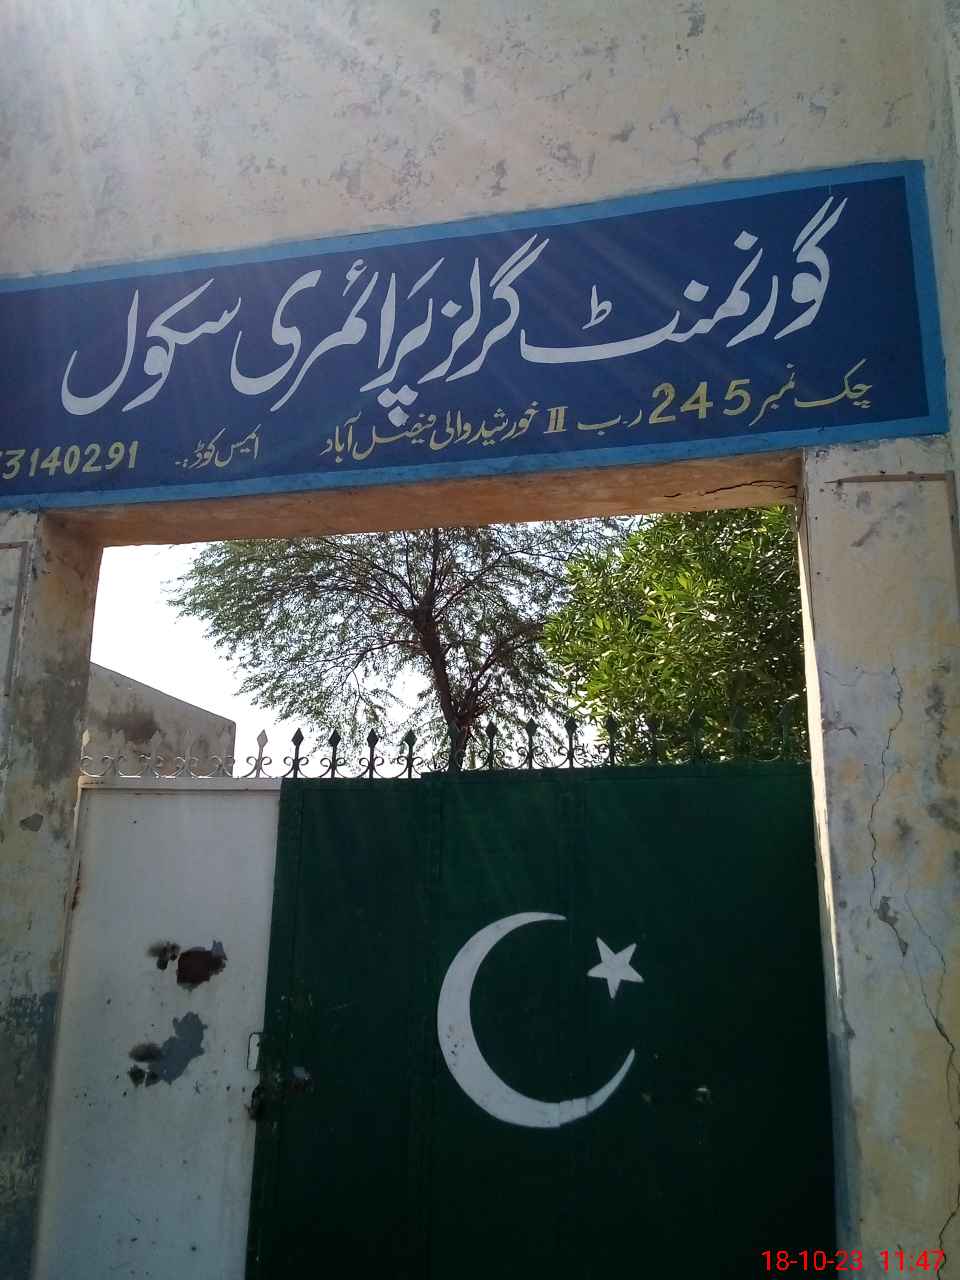 گورنمنٹ گرلز پرائمری سکول
چک نمبر 245 ر۔ب II خورشید والی فیصل آباد ایمس کوڈ:۔ 3140291
18-10-23 11:47